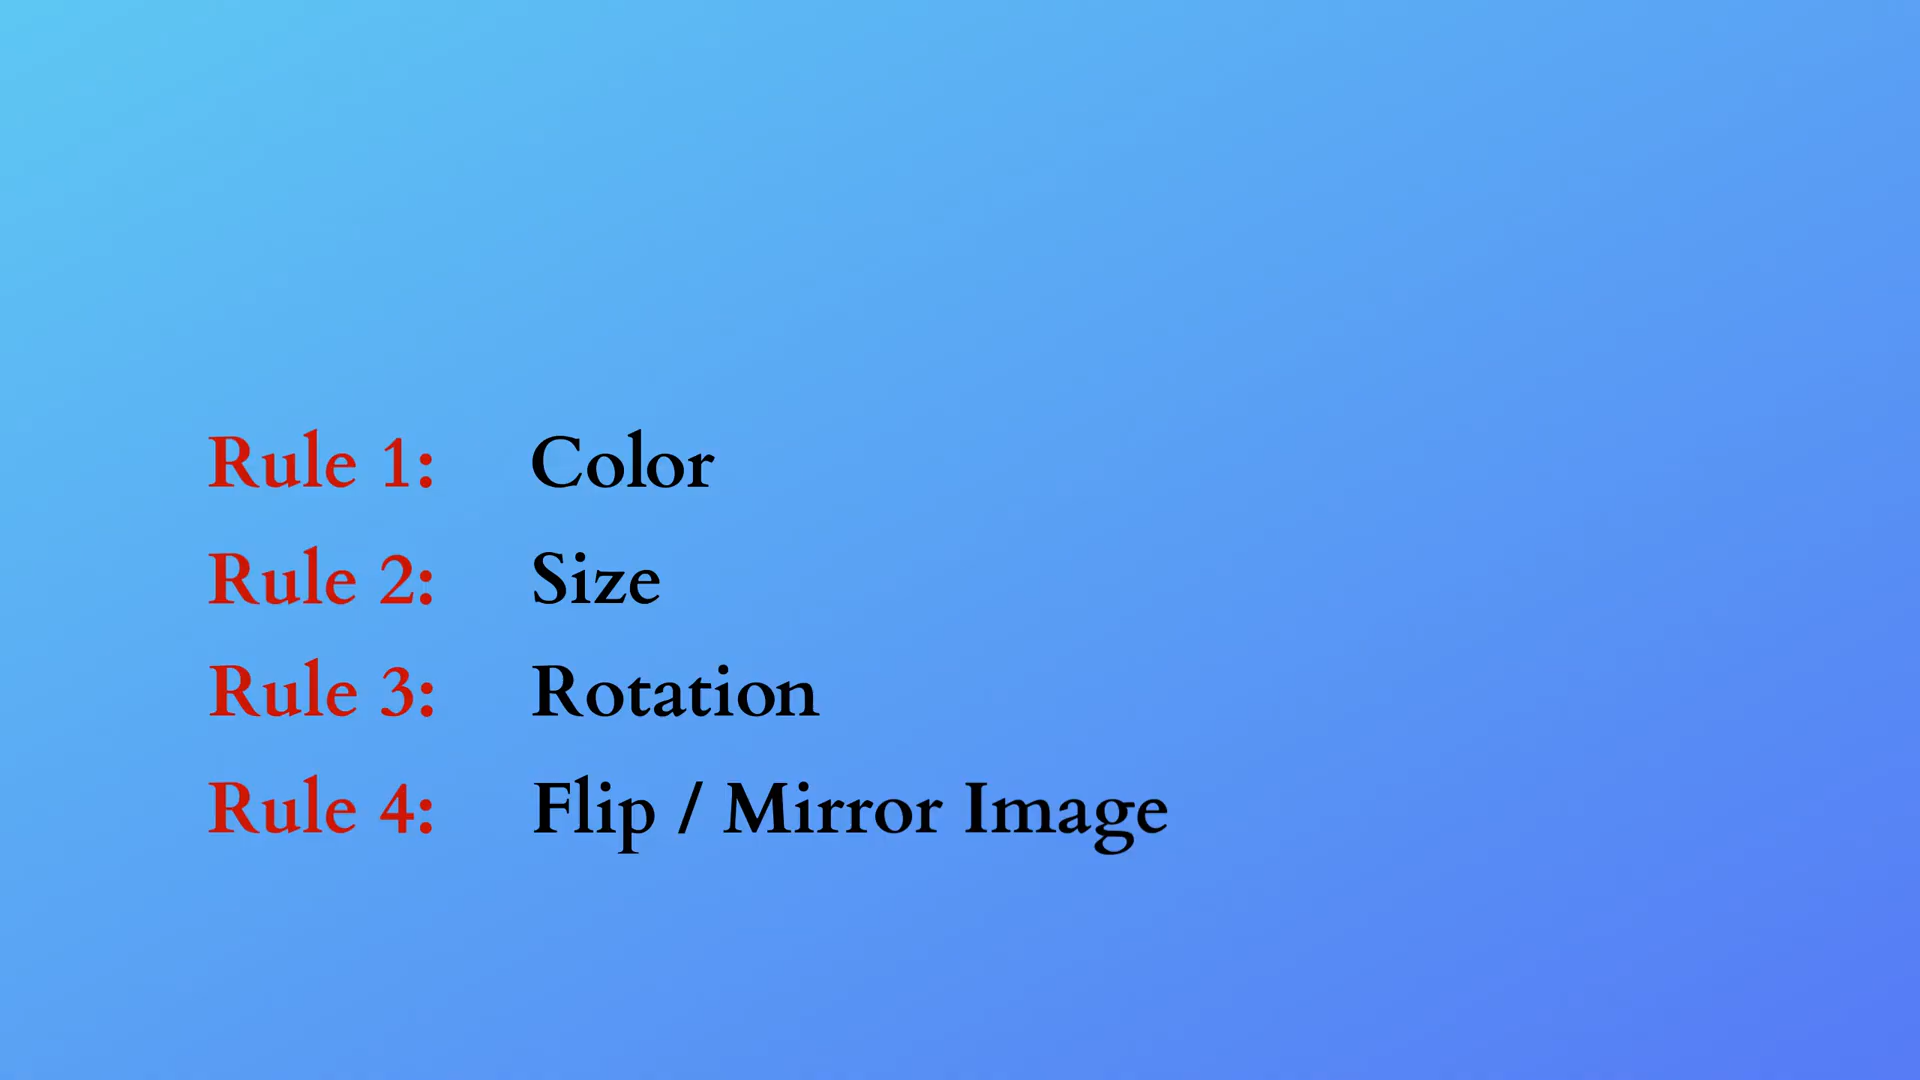 Rule 1: Color
Rule 2: Size
Rule 3: Rotation
Rule 4: Flip / Mirror Image